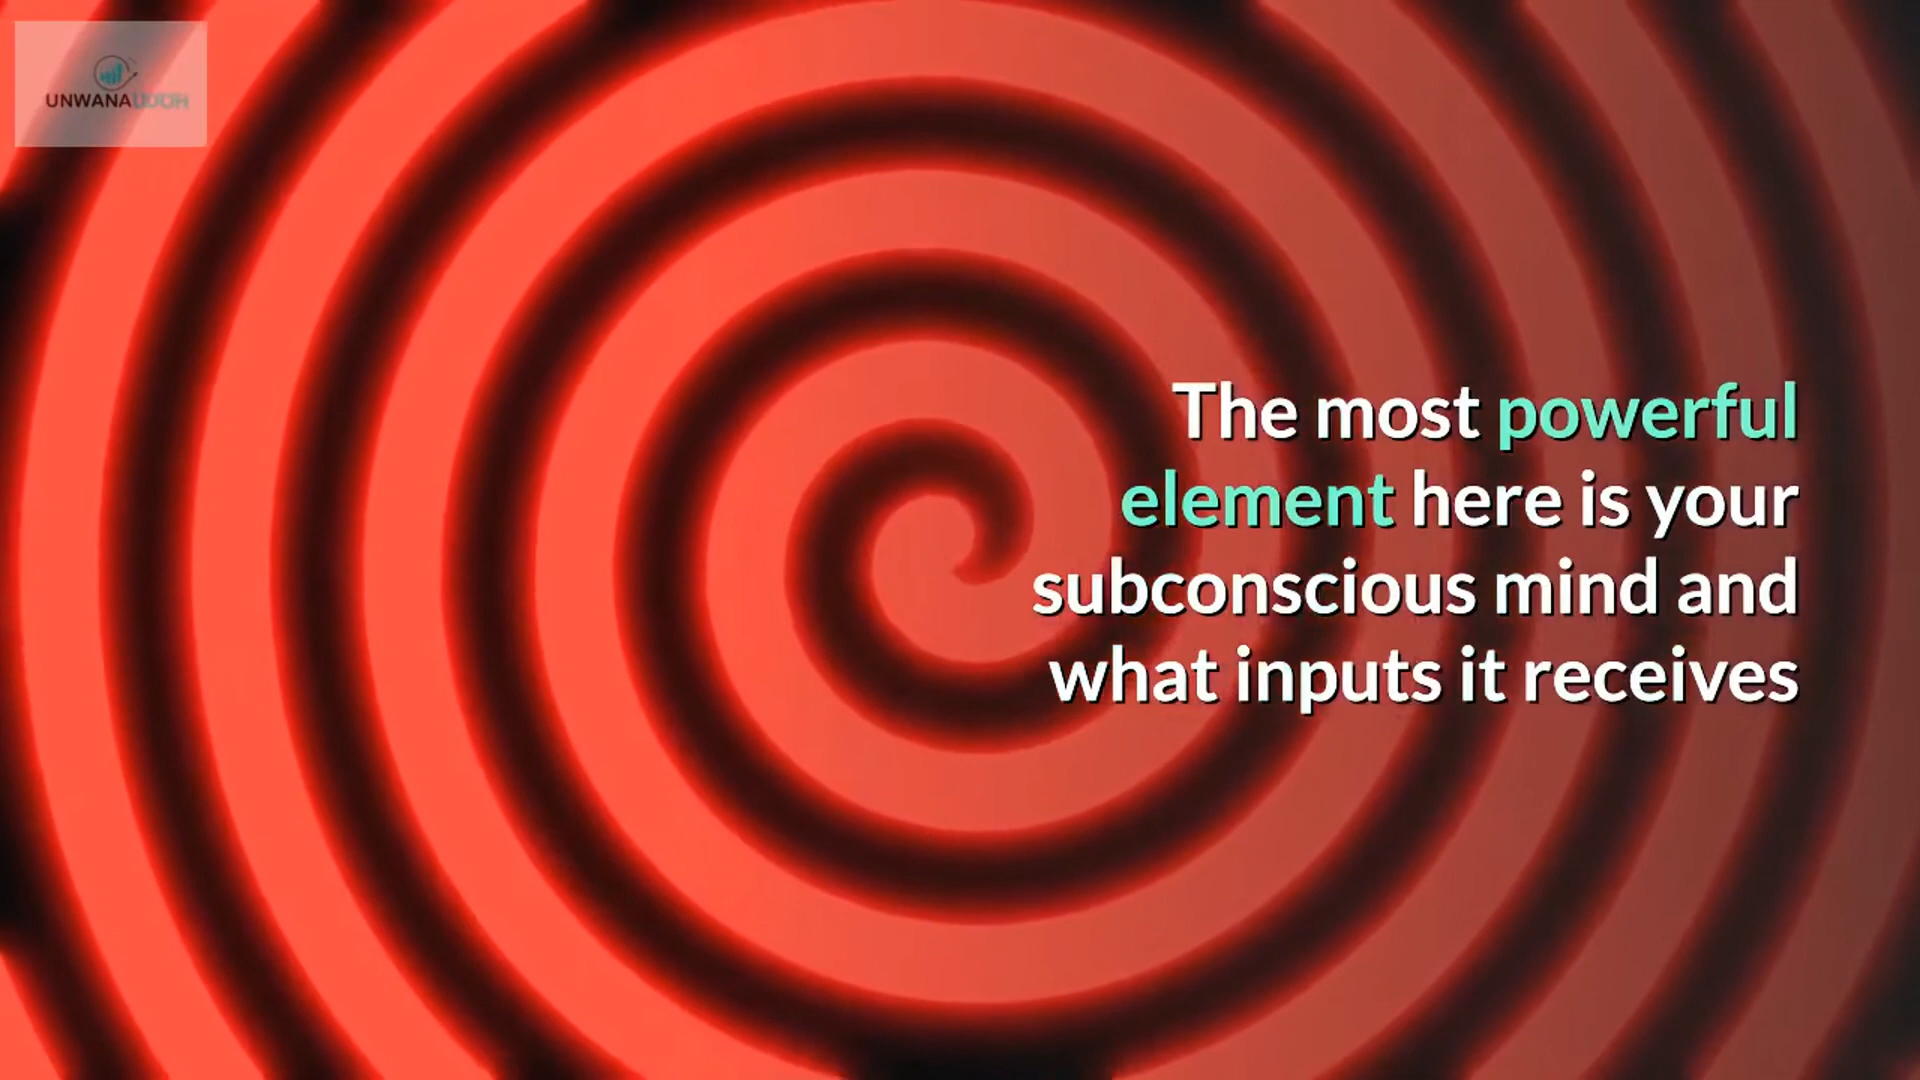 UNWANA
The most powerful
element here is your
subconscious mind and
what inputs it receives